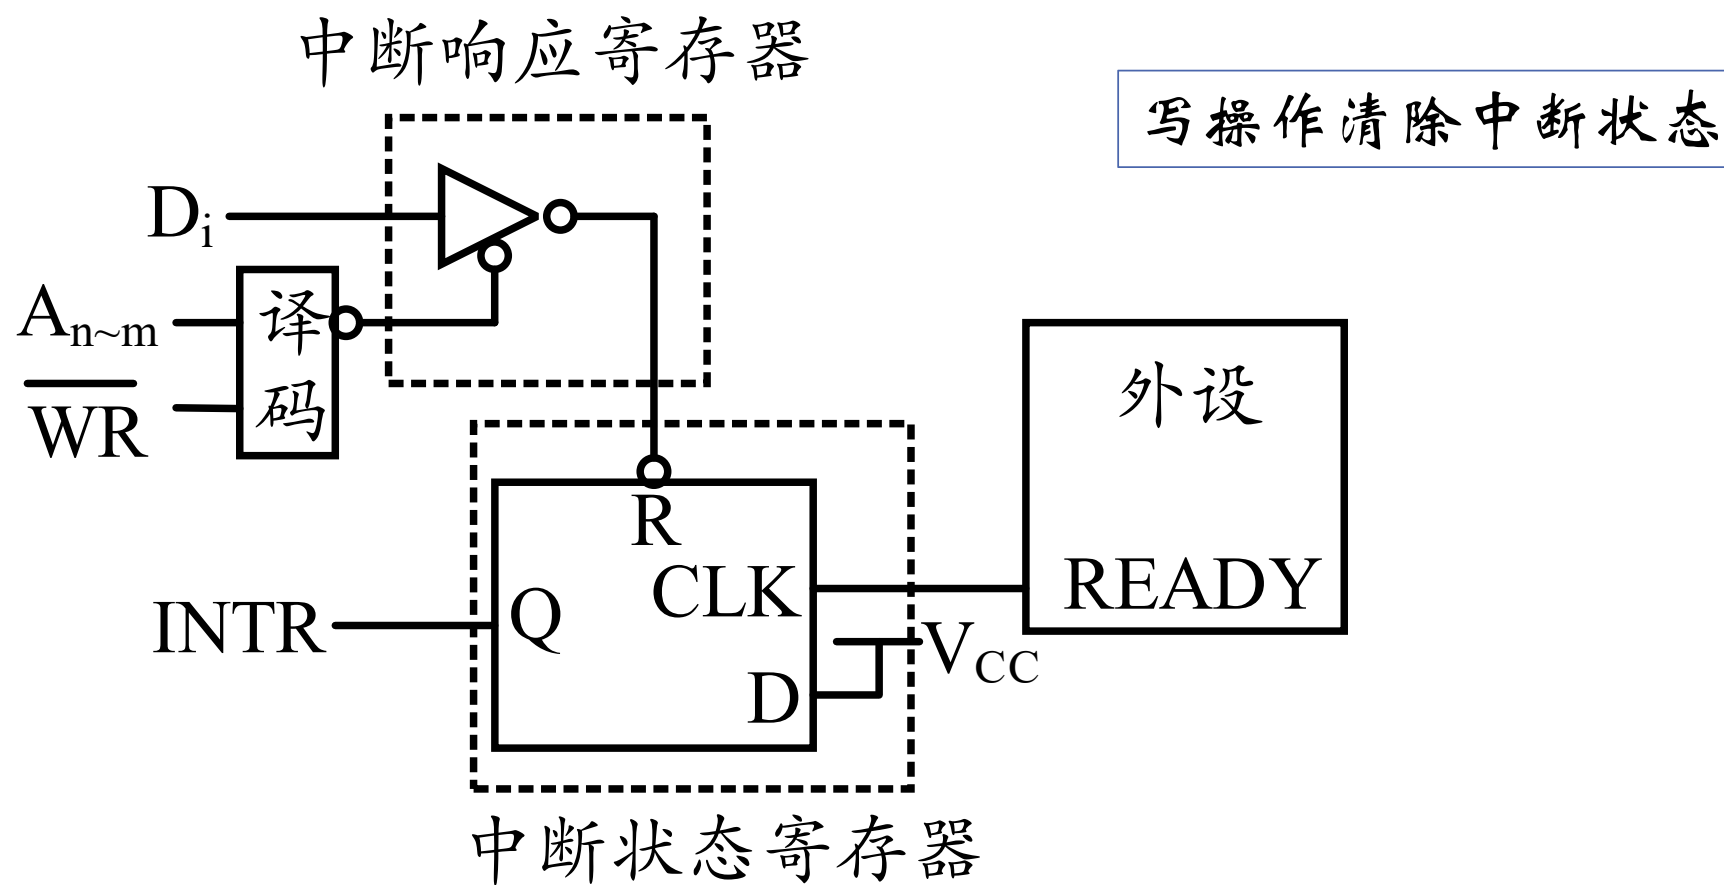 中断响应寄存器
写操作清除中断状态
Di
An~m
译
码
WR
外设
R
CLK
READY
INTR
Q
VCC
D
中断状态寄存器